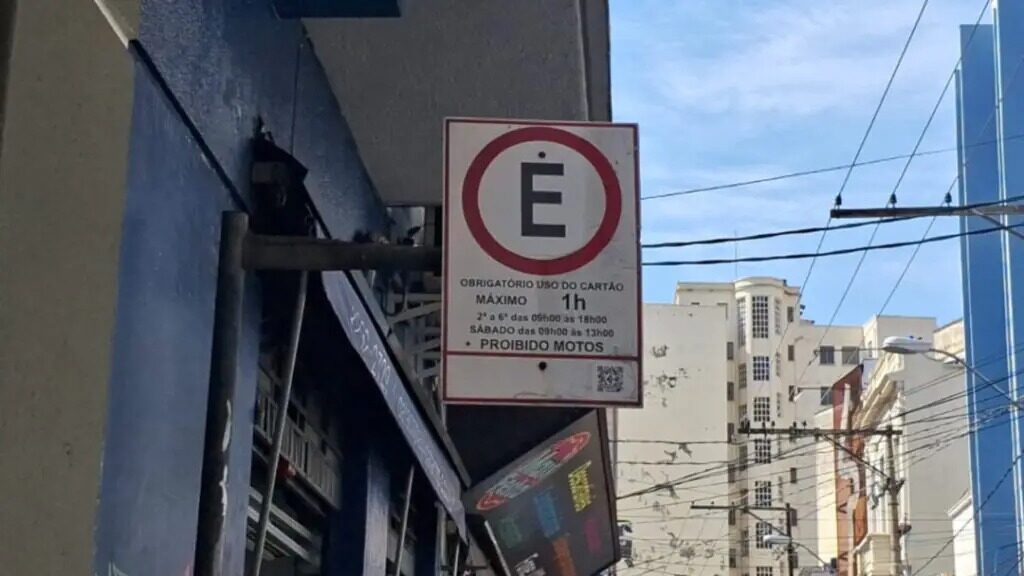 E
OBRIGATÓRIO USO DO CARTÃO
MÁXIMO 1h
2ª a 6ª das 09h00 às 18h00
SÁBADO das 09h00 às 13h00
• PROIBIDO MOTOS